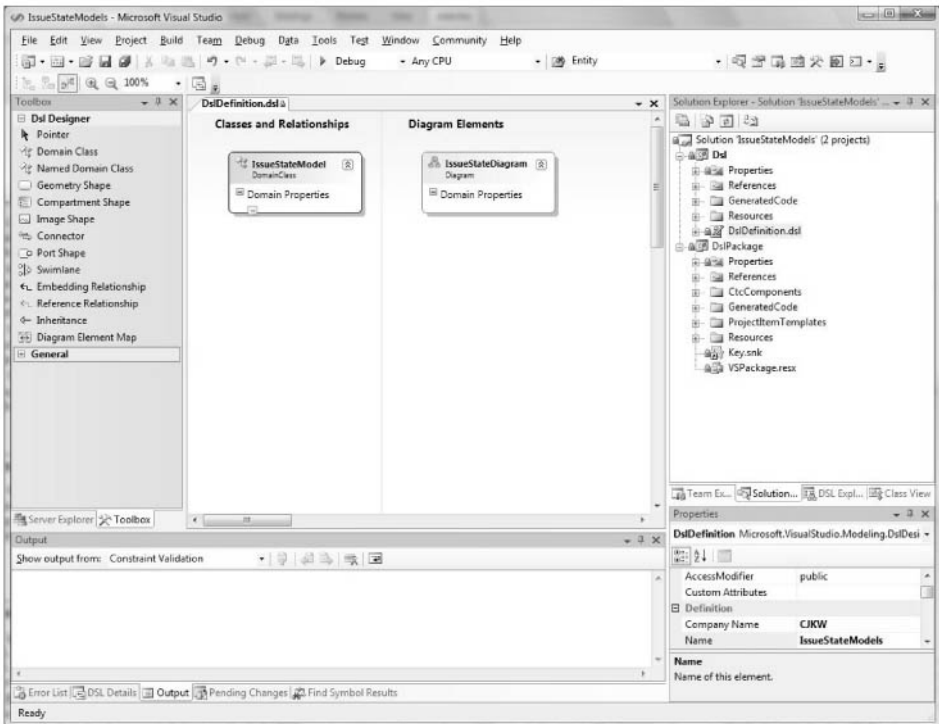 IssueStateModels - Microsoft Visual Studio
File Edit View Project Build Team Debug Data Tools Test Window Community Help
Debug Any CPU Entity
100%
Toolbox
Dsl Designer
Pointer
Domain Class
Named Domain Class
Geometry Shape
Compartment Shape
Image Shape
Connector
Port Shape
Swimlane
Embedding Relationship
Reference Relationship
Inheritance
Diagram Element Map
General
Server Explorer Toolbox
DslDefinition.dsl
Classes and Relationships
Diagram Elements
IssueStateModel
DomainClass
Domain Properties
IssueStateDiagram
Diagram
Domain Properties
Solution Explorer - Solution 'IssueStateModels' ...
Solution 'IssueStateModels' (2 projects)
Dsl
Properties
References
GeneratedCode
Resources
DslDefinition.dsl
DslPackage
Properties
References
CtcComponents
GeneratedCode
ProjectItemTemplates
Resources
Key.snk
VSPackage.resx
Team Ex... Solution... DSL Expl... Class View
Output
Show output from: Constraint Validation
Properties
DslDefinition Microsoft.VisualStudio.Modeling.DslDesi
AccessModifier public
Custom Attributes
Definition
Company Name CJKW
Name IssueStateModels
Name
Name of this element.
Error List DSL Details Output Pending Changes Find Symbol Results
Ready